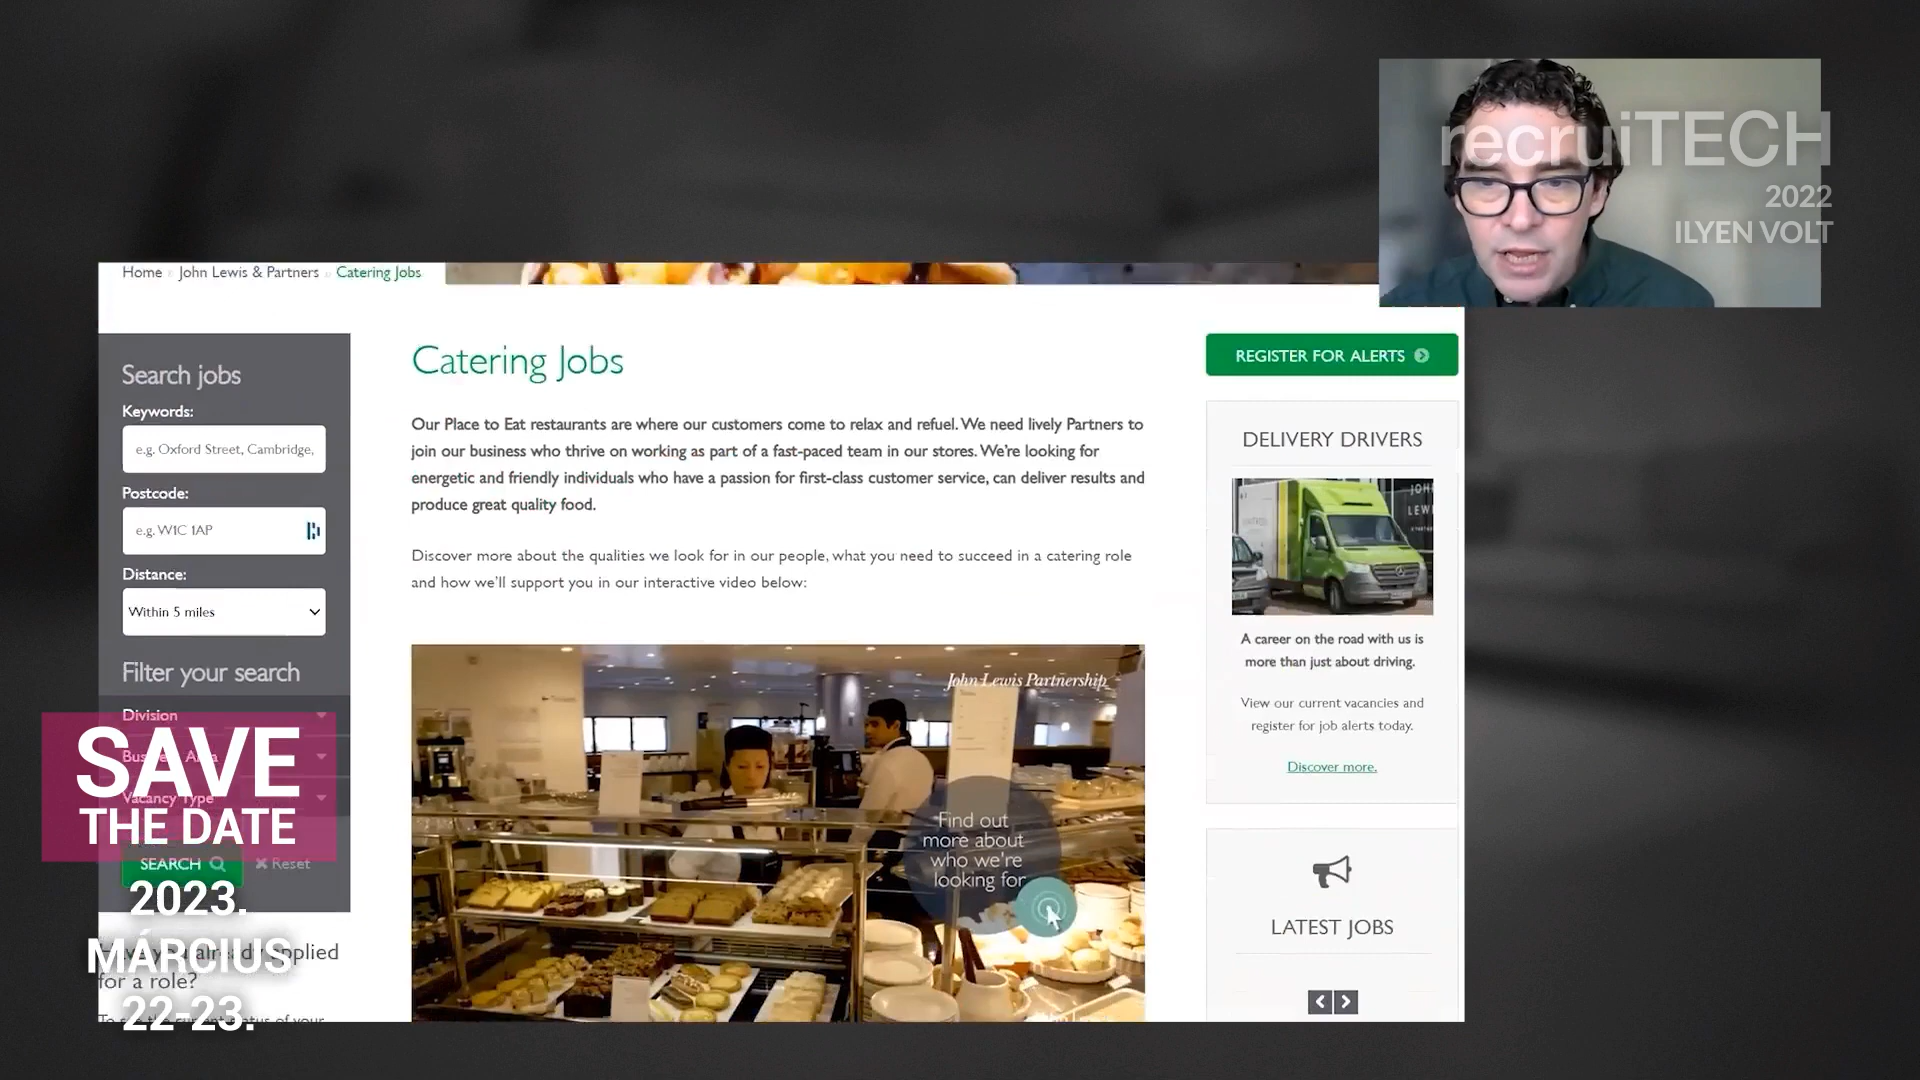 recruiTECH
2022
ILYEN VOLT
Home » John Lewis & Partners » Catering Jobs
Search jobs
Keywords:
e.g. Oxford Street, Cambridge,
Postcode:
e.g. W1C 1AP
Distance:
Within 5 miles
Filter your search
Division
Vacancy Type
SEARCH
Reset
for a role?
SAVE
THE DATE
2023.
MÁRCIUS
22-23.
Catering Jobs
Our Place to Eat restaurants are where our customers come to relax and refuel. We need lively Partners to
join our business who thrive on working as part of a fast-paced team in our stores. We're looking for
energetic and friendly individuals who have a passion for first-class customer service, can deliver results and
produce great quality food.
Discover more about the qualities we look for in our people, what you need to succeed in a catering role
and how we'll support you in our interactive video below:
John Lewis Partnership
Find out
more about
who we're
looking for
REGISTER FOR ALERTS
DELIVERY DRIVERS
A career on the road with us is
more than just about driving.
View our current vacancies and
register for job alerts today.
Discover more.
LATEST JOBS